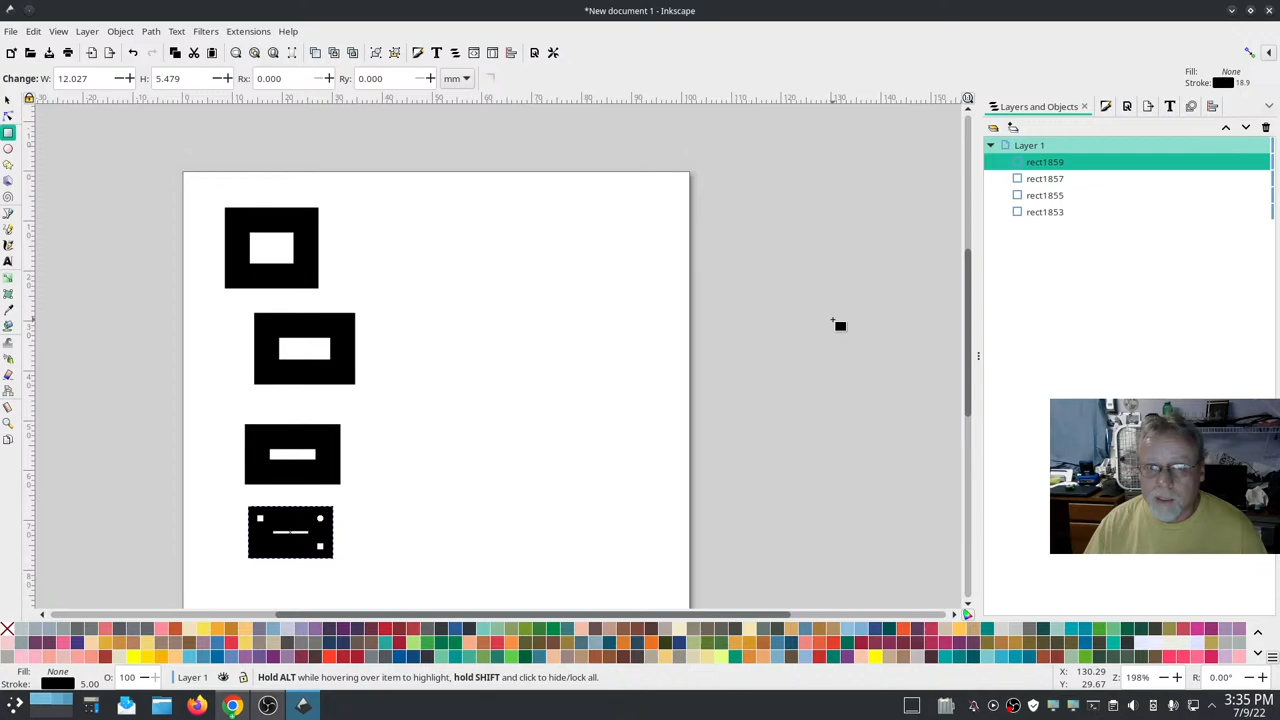 *New document 1 - Inkscape
File Edit View Layer Object Path Text Filters Extensions Help
Change: W: 12.027 H: 5.479 Rx: 0.000 Ry: 0.000 mm
Fill: None
Stroke: 18.9
Layers and Objects
Layer 1
rect1859
rect1857
rect1855
rect1853
Fill: None
Stroke: 5.00
O: 100
Layer 1
Hold ALT while hovering over item to highlight, hold SHIFT and click to hide/lock all.
X: 130.29
Y: 29.67
Z: 198%
R: 0.00°
3:35 PM
7/9/22